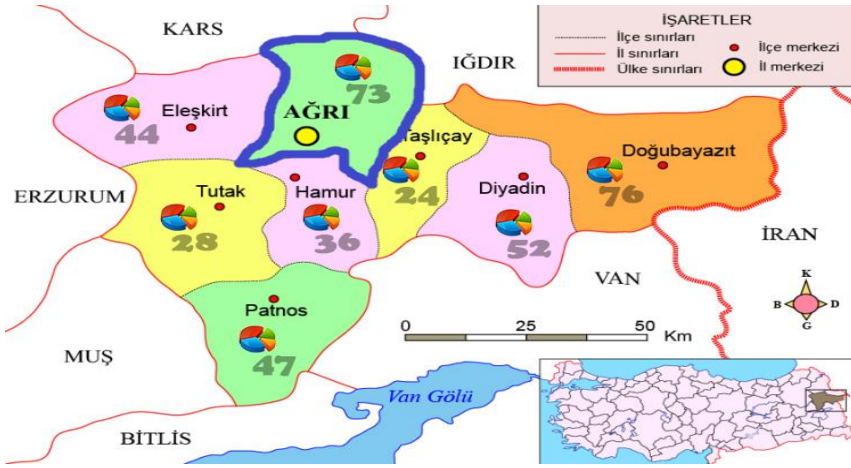 KARS
İŞARETLER
İlçe sınırları
İl sınırları
Ülke sınırları
İlçe merkezi
İl merkezi
IĞDIR
73
AĞRI
Eleşkirt
44
Taşlıçay
24
Doğubayazıt
76
Diyadin
52
ERZURUM
Tutak
28
Hamur
36
İRAN
VAN
K
B D
G
Patnos
47
0 25 50 Km
MUŞ
Van Gölü
BİTLİS